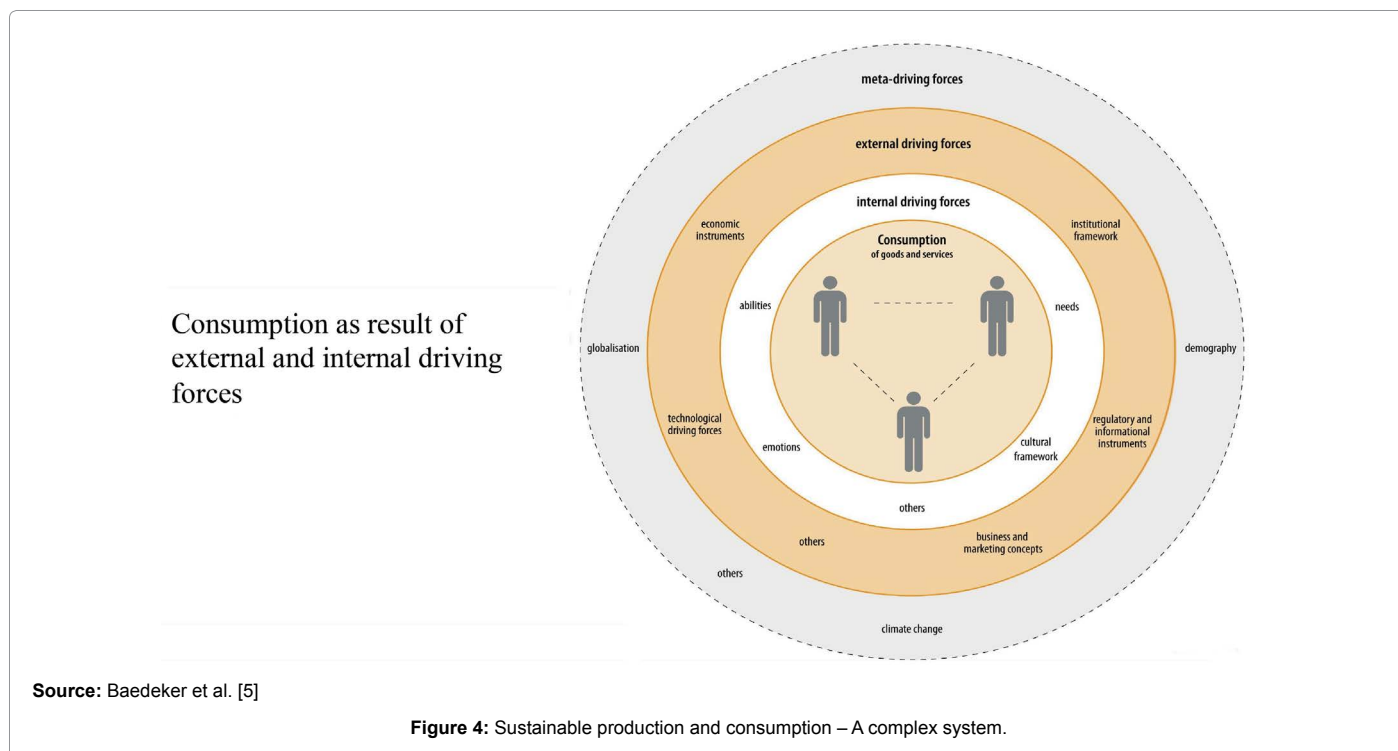 meta-driving forces
external driving forces
internal driving forces
economic
instruments
institutional
framework
Consumption
of goods and services
abilities
needs
Consumption as result of
external and internal driving
forces
globalisation
demography
technological
driving forces
regulatory and
informational
instruments
emotions
cultural
framework
others
others
business and
marketing concepts
others
climate change
Source: Baedeker et al. [5]
Figure 4: Sustainable production and consumption – A complex system.